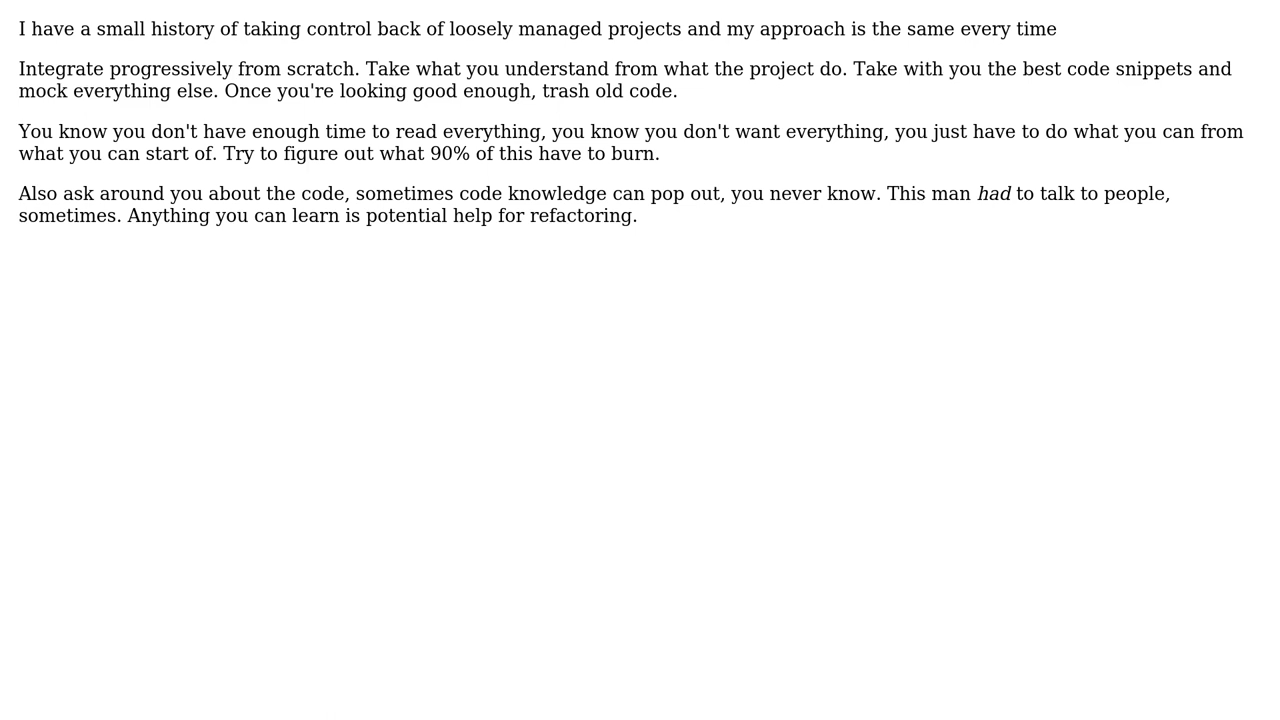 I have a small history of taking control back of loosely managed projects and my approach is the same every time
Integrate progressively from scratch. Take what you understand from what the project do. Take with you the best code snippets and
mock everything else. Once you're looking good enough, trash old code.
You know you don't have enough time to read everything, you know you don't want everything, you just have to do what you can from
what you can start of. Try to figure out what 90% of this have to burn.
Also ask around you about the code, sometimes code knowledge can pop out, you never know. This man had to talk to people,
sometimes. Anything you can learn is potential help for refactoring.